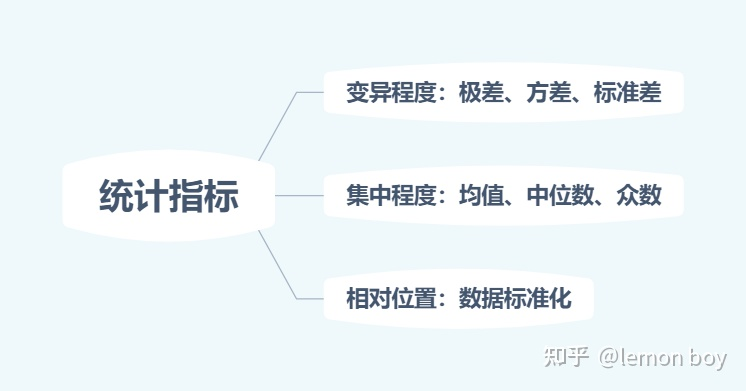 变异程度：极差、方差、标准差
统计指标
集中程度：均值、中位数、众数
相对位置：数据标准化
知乎 @lemon boy